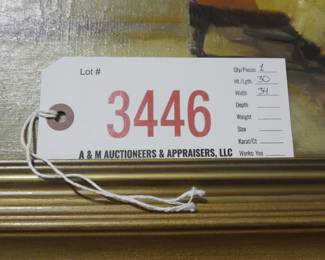 Lot #
3446
A & M AUCTIONEERS & APPRAISERS, LLC
Qty/Pieces 1
Ht./Lgth 30
Width 34
Depth
Weight
Size
Karat/Ct
Works: Yes